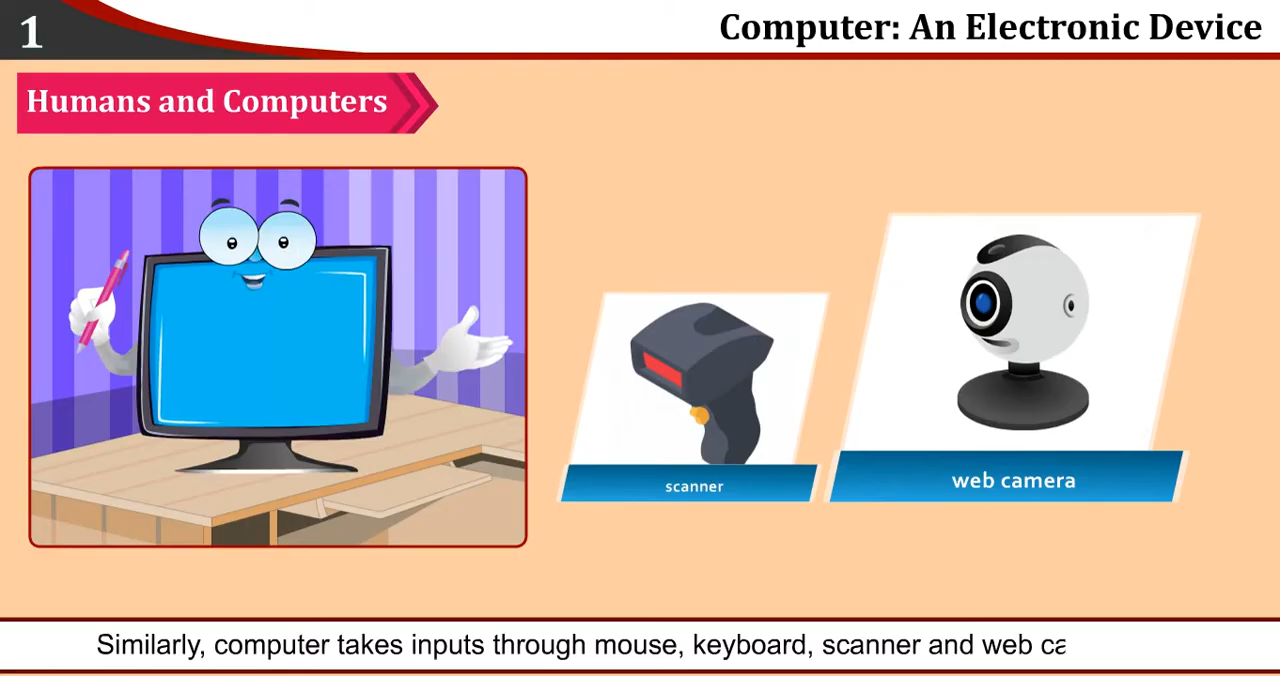 1
Computer: An Electronic Device
Humans and Computers
scanner
web camera
Similarly, computer takes inputs through mouse, keyboard, scanner and web ca